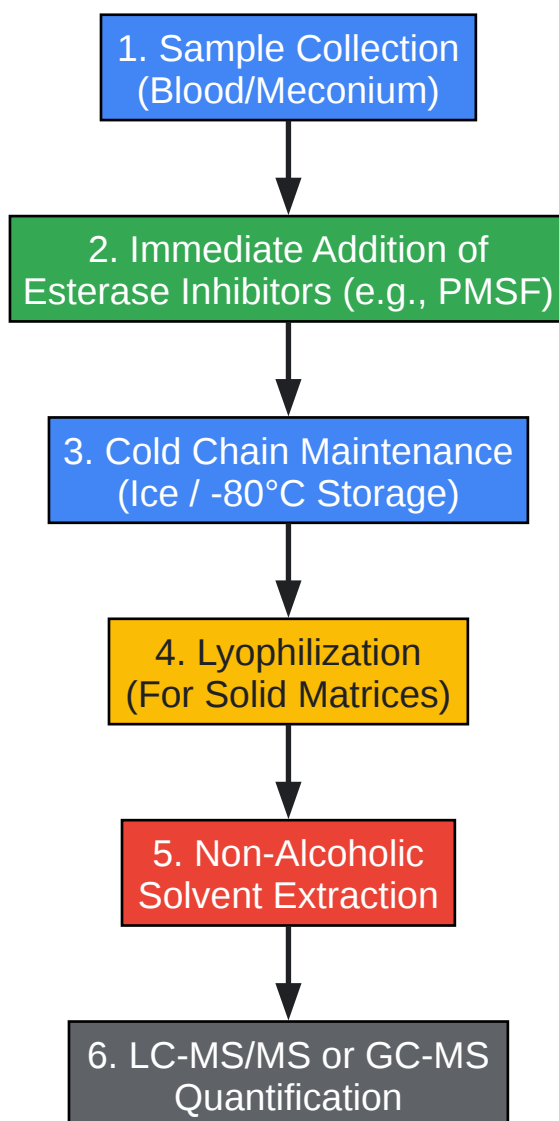 1. Sample Collection
(Blood/Meconium)
2. Immediate Addition of
Esterase Inhibitors (e.g., PMSF)
3. Cold Chain Maintenance
(Ice / -80°C Storage)
4. Lyophilization
(For Solid Matrices)
5. Non-Alcoholic
Solvent Extraction
6. LC-MS/MS or GC-MS
Quantification